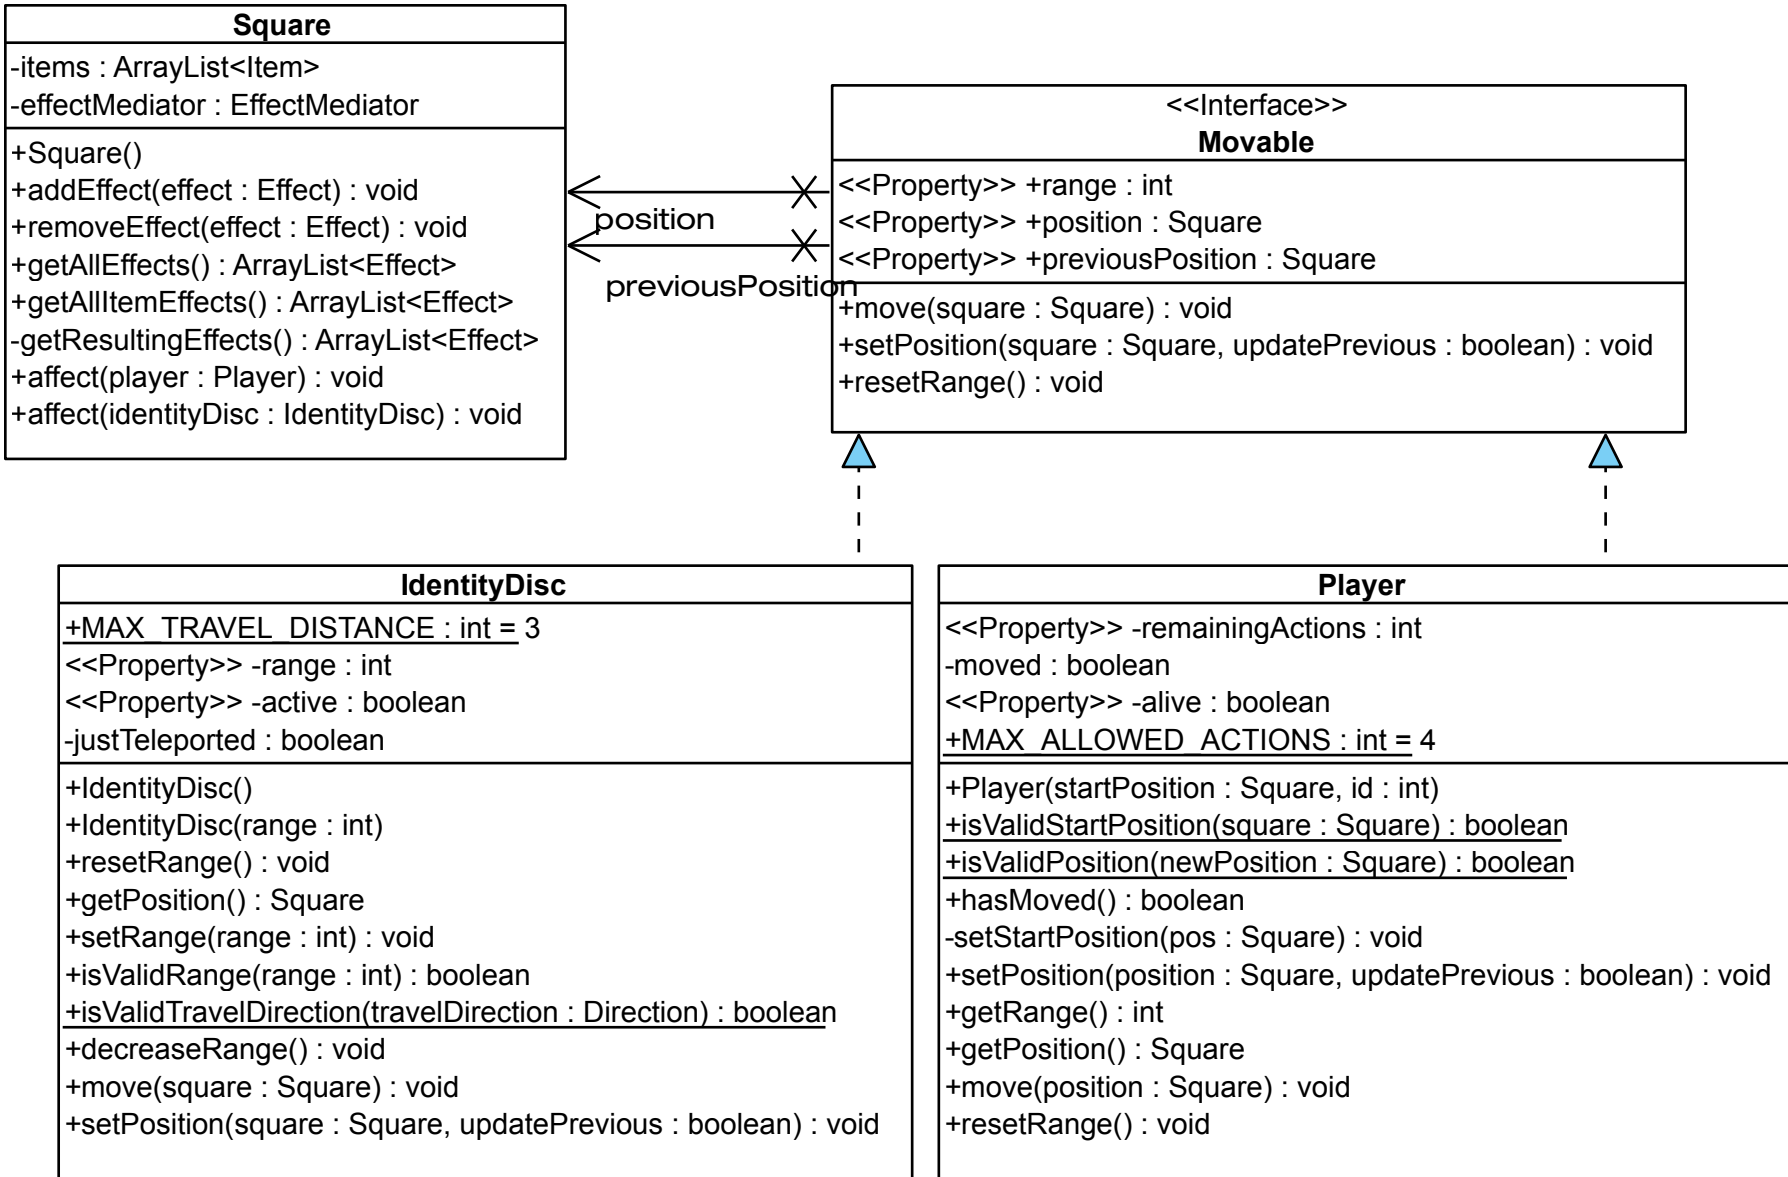 Square
-items : ArrayList<Item>
-effectMediator : EffectMediator
+Square()
+addEffect(effect : Effect) : void
+removeEffect(effect : Effect) : void
+getAllEffects() : ArrayList<Effect>
+getAllItemEffects() : ArrayList<Effect>
-getResultingEffects() : ArrayList<Effect>
+affect(player : Player) : void
+affect(identityDisc : IdentityDisc) : void
position
previousPosition
<<Interface>>
Movable
<<Property>> +range : int
<<Property>> +position : Square
<<Property>> +previousPosition : Square
+move(square : Square) : void
+setPosition(square : Square, updatePrevious : boolean) : void
+resetRange() : void
IdentityDisc
+MAX_TRAVEL_DISTANCE : int = 3
<<Property>> -range : int
<<Property>> -active : boolean
-justTeleported : boolean
+IdentityDisc()
+IdentityDisc(range : int)
+resetRange() : void
+getPosition() : Square
+setRange(range : int) : void
+isValidRange(range : int) : boolean
+isValidTravelDirection(travelDirection : Direction) : boolean
+decreaseRange() : void
+move(square : Square) : void
+setPosition(square : Square, updatePrevious : boolean) : void
Player
<<Property>> -remainingActions : int
-moved : boolean
<<Property>> -alive : boolean
+MAX_ALLOWED_ACTIONS : int = 4
+Player(startPosition : Square, id : int)
+isValidStartPosition(square : Square) : boolean
+isValidPosition(newPosition : Square) : boolean
+hasMoved() : boolean
-setStartPosition(pos : Square) : void
+setPosition(position : Square, updatePrevious : boolean) : void
+getRange() : int
+getPosition() : Square
+move(position : Square) : void
+resetRange() : void